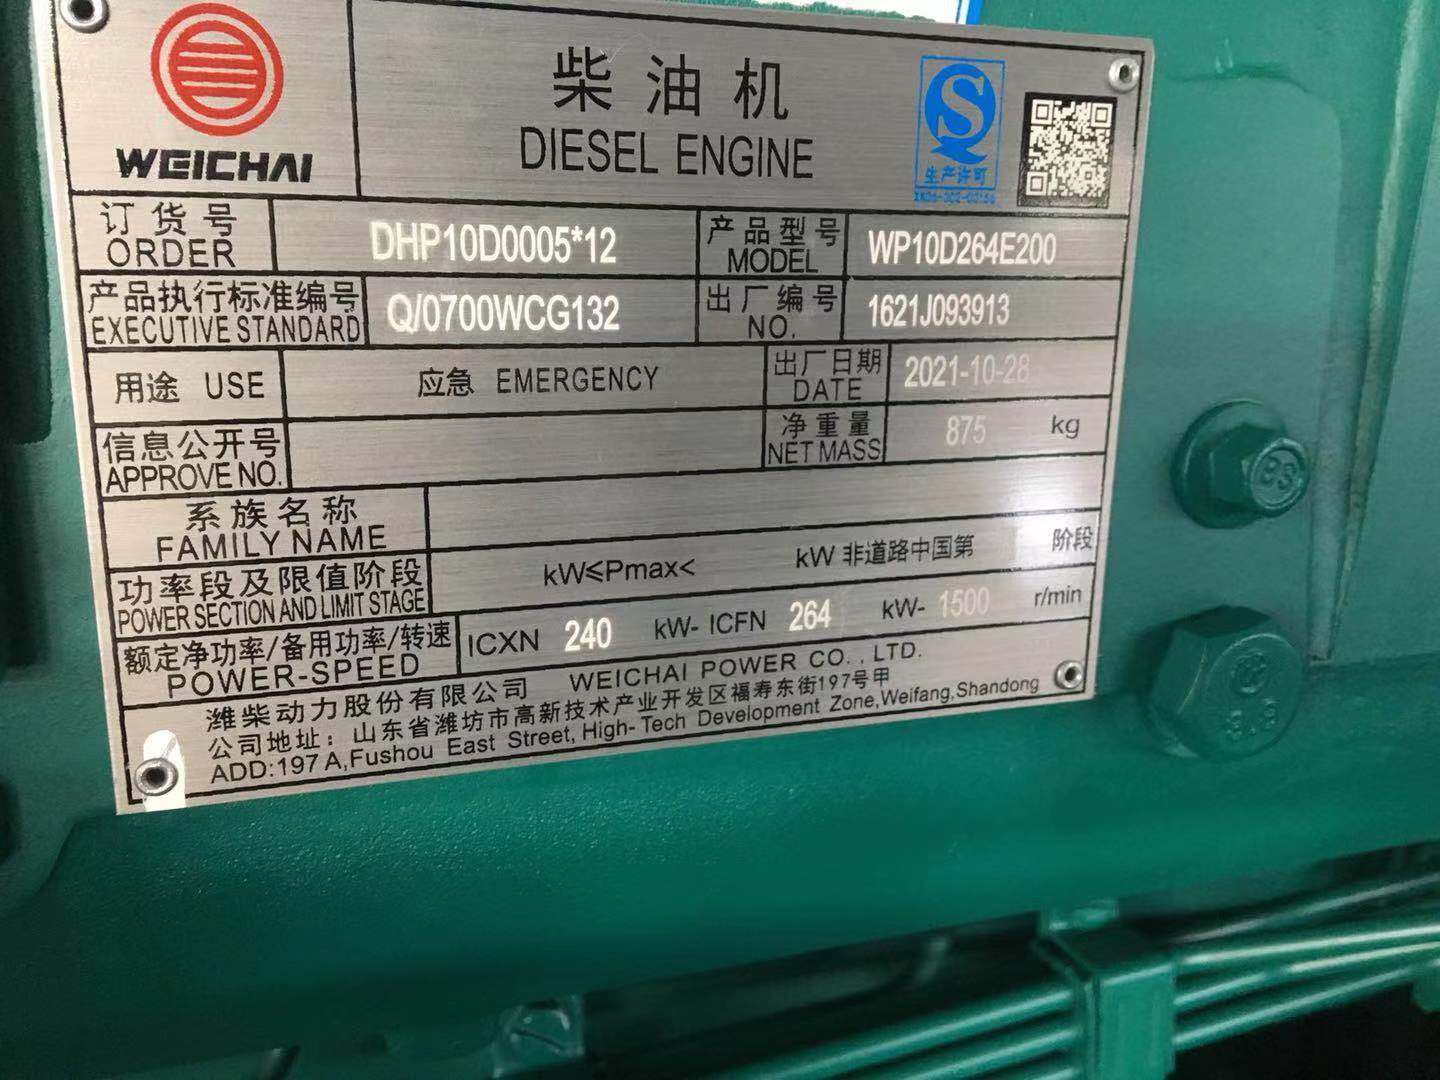 WEICHAI
柴油机
DIESEL ENGINE
生产许可
订货号
ORDER
DHP10D0005*12
产品型号
MODEL
WP10D264E200
产品执行标准编号
EXECUTIVE STANDARD
Q/0700WCG132
出厂编号
NO.
1621J093913
用途 USE
应急 EMERGENCY
出厂日期
DATE
2021-10-28
信息公开号
APPROVE NO.
净重量
NET MASS
875 kg
系族名称
FAMILY NAME
功率段及限值阶段
POWER SECTION AND LIMIT STAGE
kW≤Pmax< kW 非道路中国第 阶段
额定净功率/备用功率/转速
POWER-SPEED
ICXN 240 kW- ICFN 264 kW- 1500 r/min
潍柴动力股份有限公司 WEICHAI POWER CO.,LTD.
公司地址：山东省潍坊市高新技术产业开发区福寿东街197号甲
ADD:197 A,Fushou East Street,High-Tech Development Zone,Weifang,Shandong
8.8